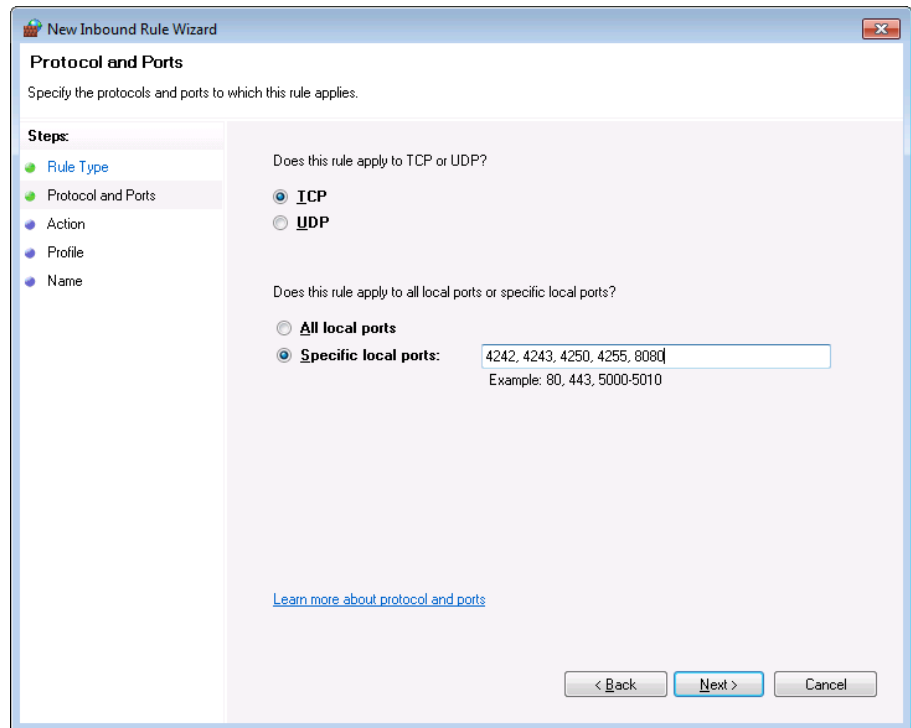 New Inbound Rule Wizard
Protocol and Ports
Specify the protocols and ports to which this rule applies.
Steps:
Rule Type
Protocol and Ports
Action
Profile
Name
Does this rule apply to TCP or UDP?
TCP
UDP
Does this rule apply to all local ports or specific local ports?
All local ports
Specific local ports: 4242, 4243, 4250, 4255, 8080
Example: 80, 443, 5000-5010
Learn more about protocol and ports
< Back Next > Cancel